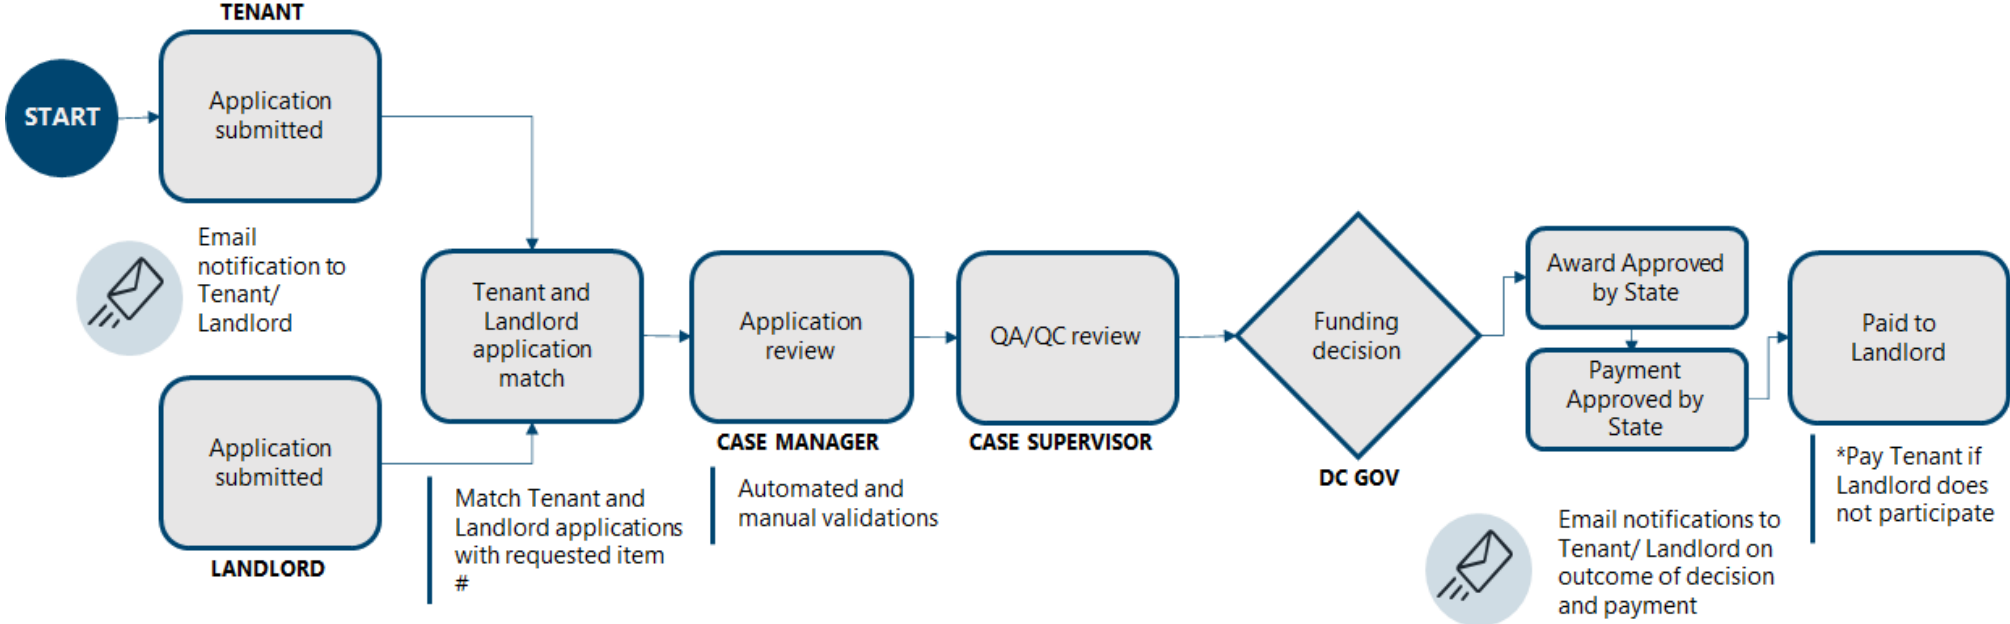 TENANT
START
Application
submitted
Email
notification to
Tenant/
Landlord
Application
submitted
LANDLORD
Tenant and
Landlord
application
match
Match Tenant and
Landlord applications
with requested item
#
Application
review
CASE MANAGER
Automated and
manual validations
QA/QC review
CASE SUPERVISOR
Funding
decision
DC GOV
Award Approved
by State
Payment
Approved by
State
Email notifications to
Tenant/ Landlord on
outcome of decision
and payment
Paid to
Landlord
*Pay Tenant if
Landlord does
not participate